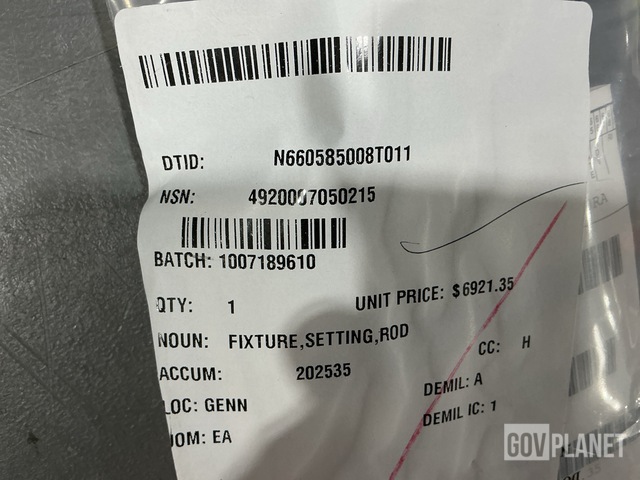 DTID: N660585008T011
NSN: 4920007050215
BATCH: 1007189610
QTY: 1 UNIT PRICE: $6921.35
NOUN: FIXTURE,SETTING,ROD
CC: H
ACCUM: 202535
DEMIL: A
LOC: GENN
DEMIL IC: 1
UOM: EA
GOVPLANET